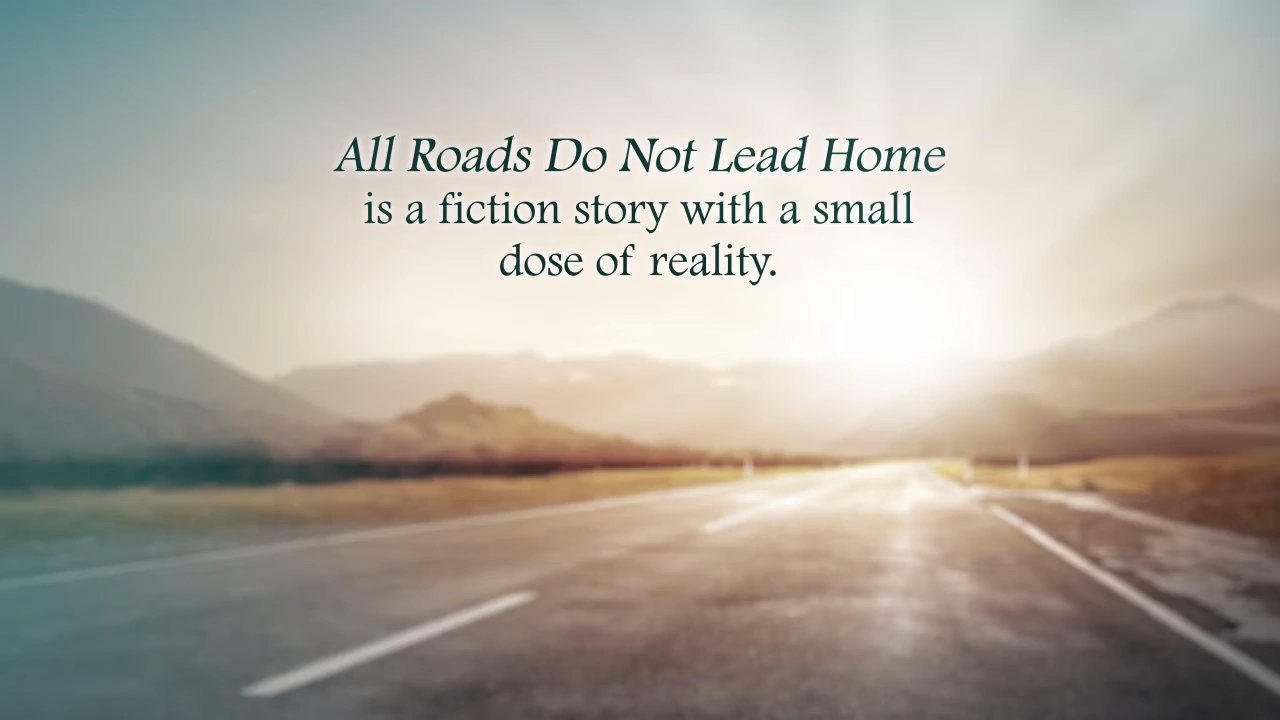 All Roads Do Not Lead Home
is a fiction story with a small
dose of reality.